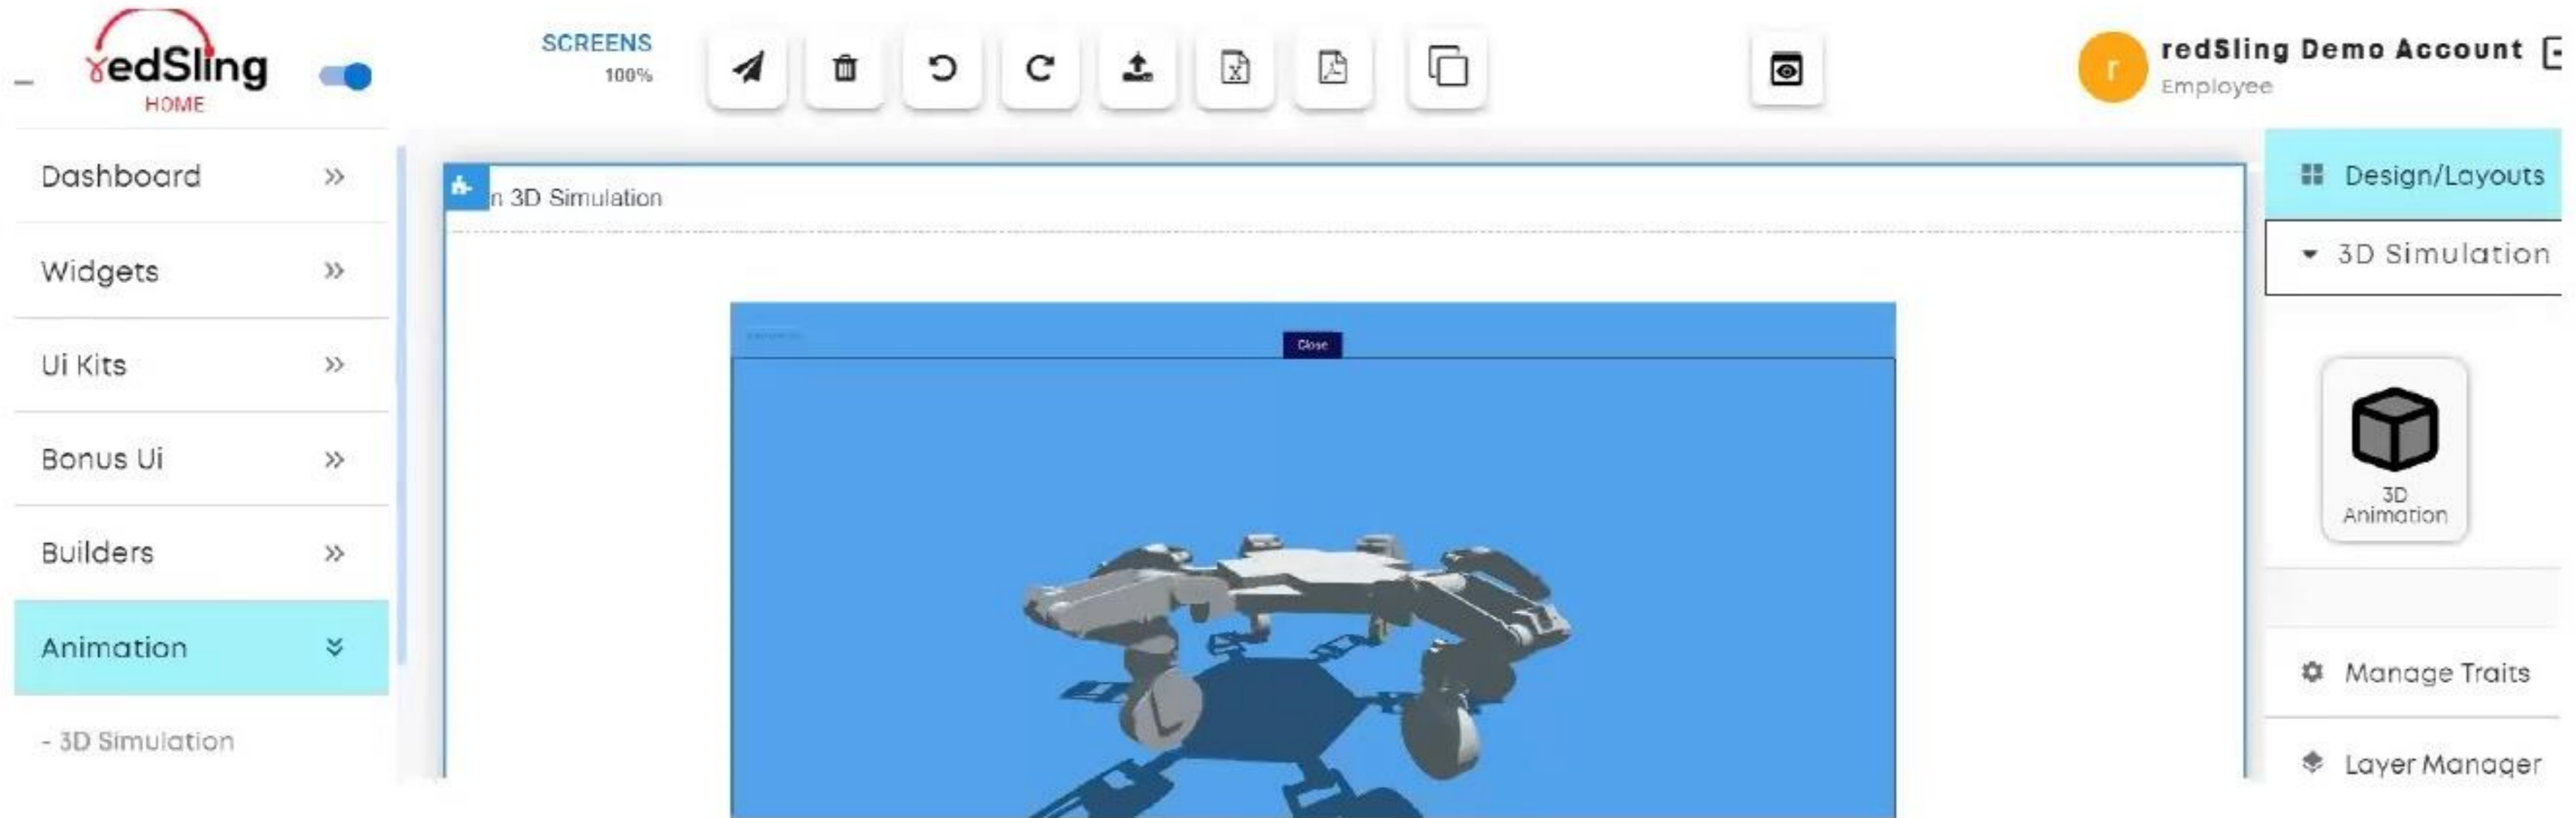 redSling
HOME
SCREENS
100%
r
redSling Demo Account
Employee
Dashboard
Widgets
Ui Kits
Bonus Ui
Builders
Animation
- 3D Simulation
n 3D Simulation
Close
Design/Layouts
3D Simulation
3D
Animation
Manage Traits
Layer Manager